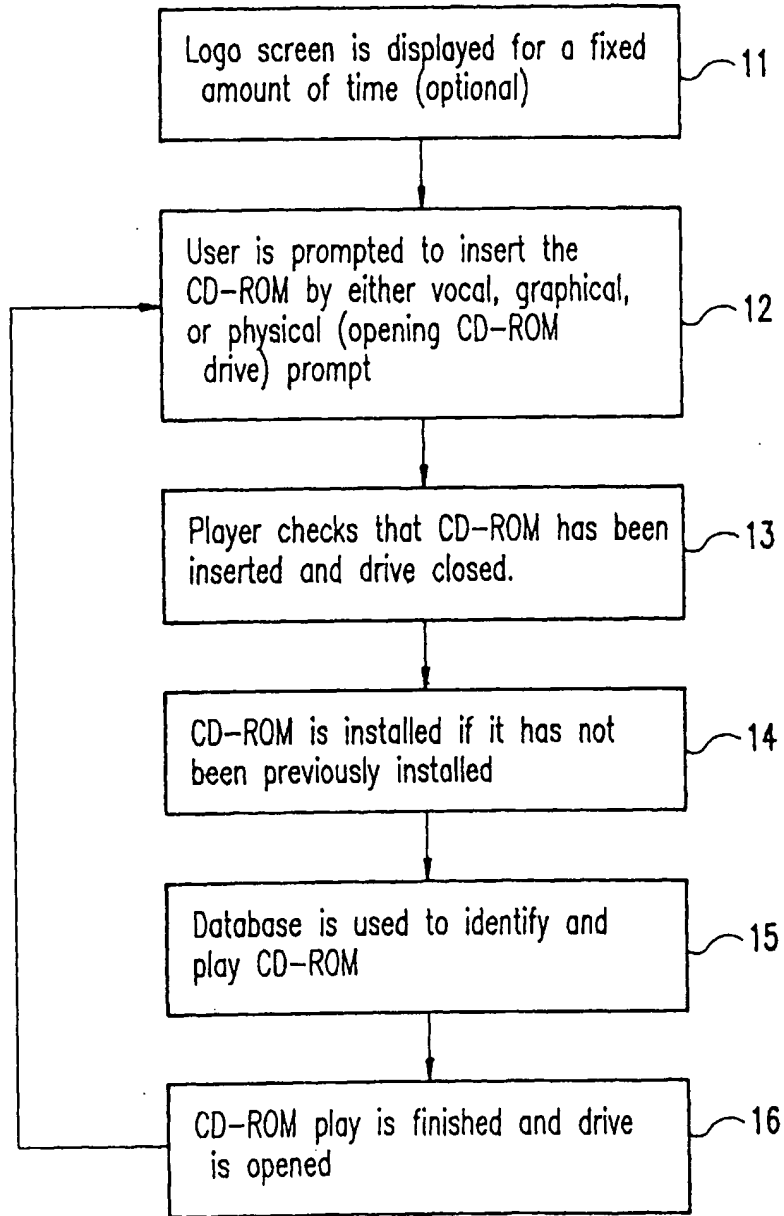 Logo screen is displayed for a fixed
amount of time (optional)
11
User is prompted to insert the
CD-ROM by either vocal, graphical,
or physical (opening CD-ROM
drive) prompt
12
Player checks that CD-ROM has been
inserted and drive closed.
13
CD-ROM is installed if it has not
been previously installed
14
Database is used to identify and
play CD-ROM
15
CD-ROM play is finished and drive
is opened
16